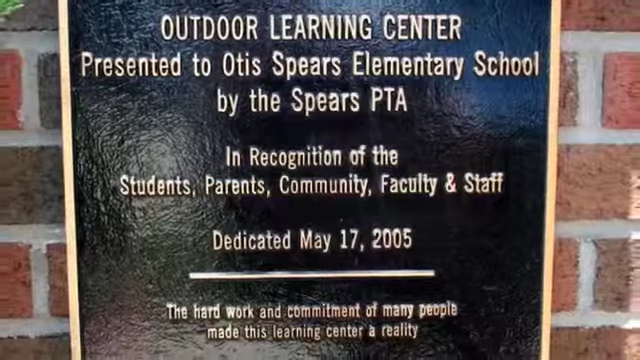 OUTDOOR LEARNING CENTER
Presented to Otis Spears Elementary School
by the Spears PTA
In Recognition of the
Students, Parents, Community, Faculty & Staff
Dedicated May 17, 2005
The hard work and commitment of many people
made this learning center a reality